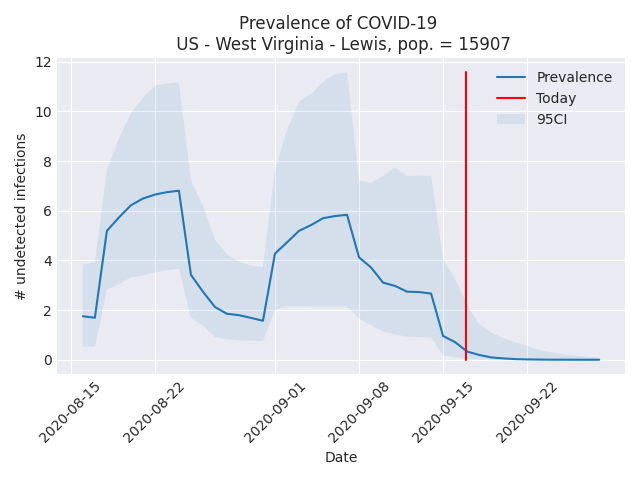 Prevalence of COVID-19
US - West Virginia - Lewis, pop. = 15907
# undetected infections
12
10
8
6
4
2
0
Prevalence
Today
95CI
2020-08-15
2020-08-22
2020-09-01
2020-09-08
2020-09-15
2020-09-22
Date